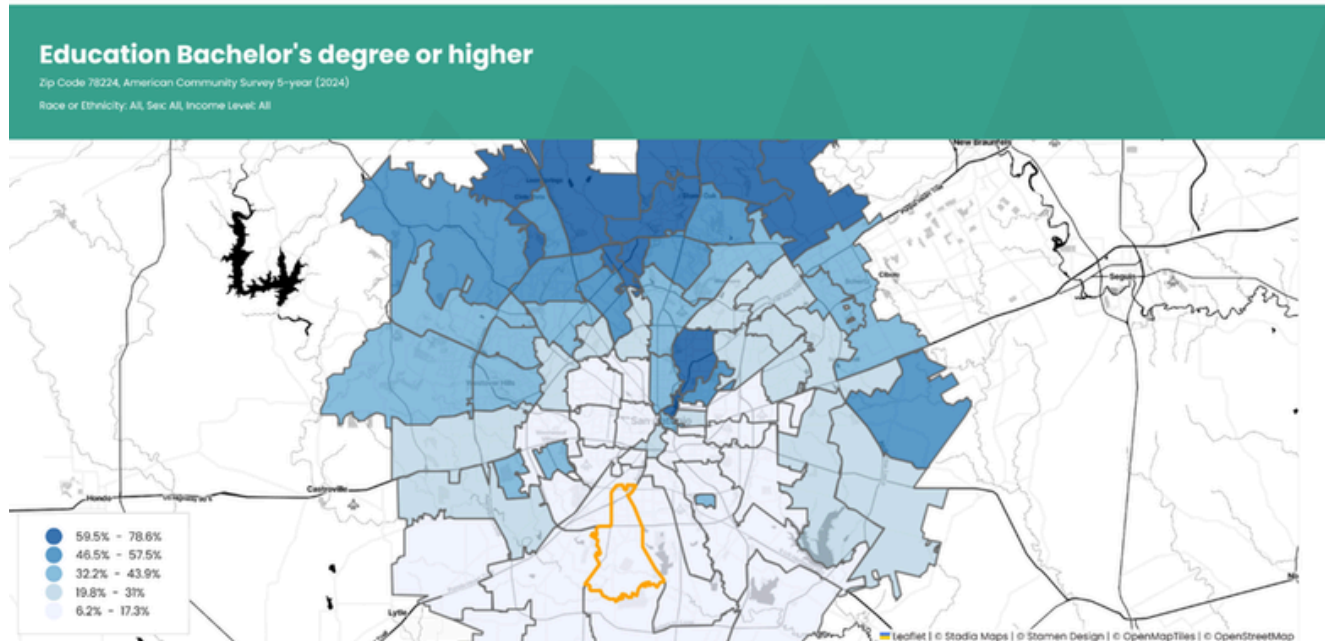 Education Bachelor's degree or higher
Zip Code 78224, American Community Survey 5-year (2024)
Race or Ethnicity: All, Sex: All, Income Level: All
New Braunfels
Cibolo
Seguin
San
Hondo
Castroville
Lytle
59.5% - 78.6%
46.5% - 57.5%
32.2% - 43.9%
19.8% - 31%
6.2% - 17.3%
Leaflet | © Stadia Maps | © Stamen Design | © OpenMapTiles | © OpenStreetMap